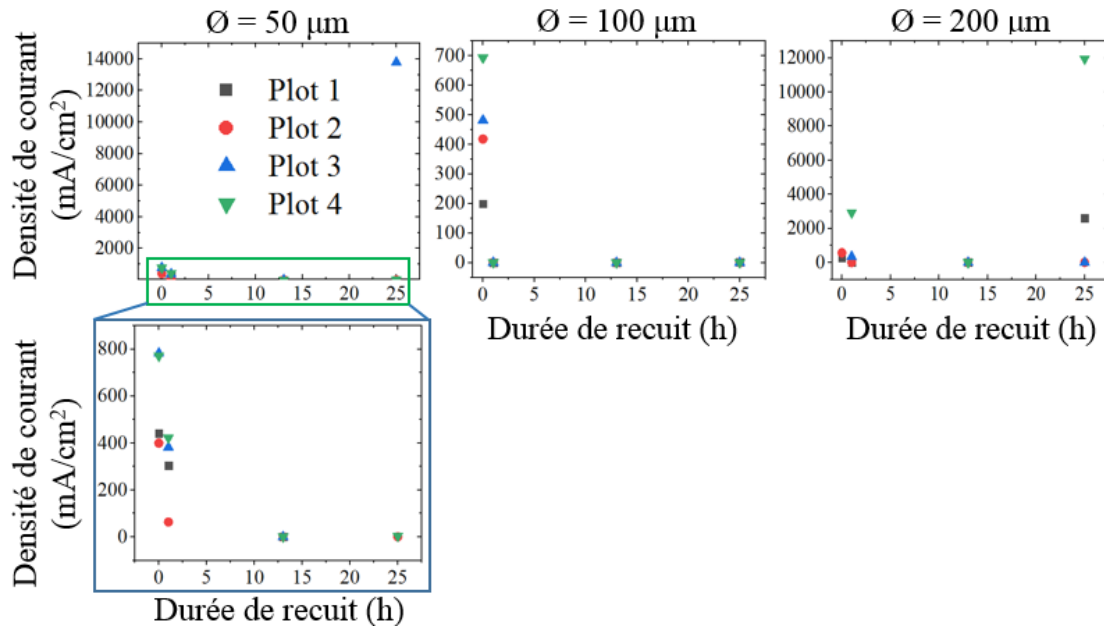 Ø = 50 μm
Ø = 100 μm
Ø = 200 μm
Densité de courant
(mA/cm²)
14000
12000
10000
8000
6000
4000
2000
Plot 1
Plot 2
Plot 3
Plot 4
0 5 10 15 20 25
700
600
500
400
300
200
100
0
0 5 10 15 20 25
Durée de recuit (h)
12000
10000
8000
6000
4000
2000
0
0 5 10 15 20 25
Durée de recuit (h)
Densité de courant
(mA/cm²)
800
600
400
200
0
0 5 10 15 20 25
Durée de recuit (h)